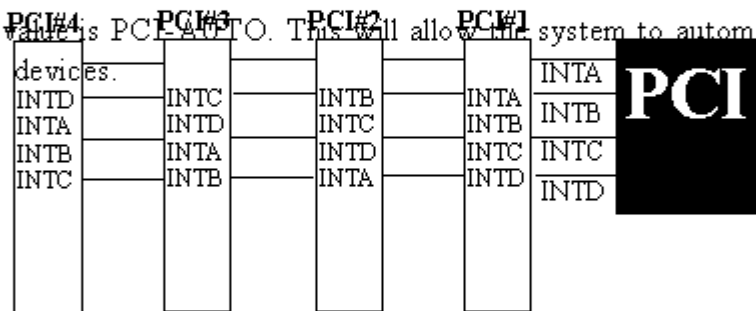 PCI#4 PCI#3 PCI#2 PCI#1
value is PCI-AUTO. This will allow the system to autom
devices.
INTD INTC INTB INTA INTA
INTA INTD INTC INTB INTB
INTB INTA INTD INTC INTC
INTC INTB INTA INTD INTD
PCI